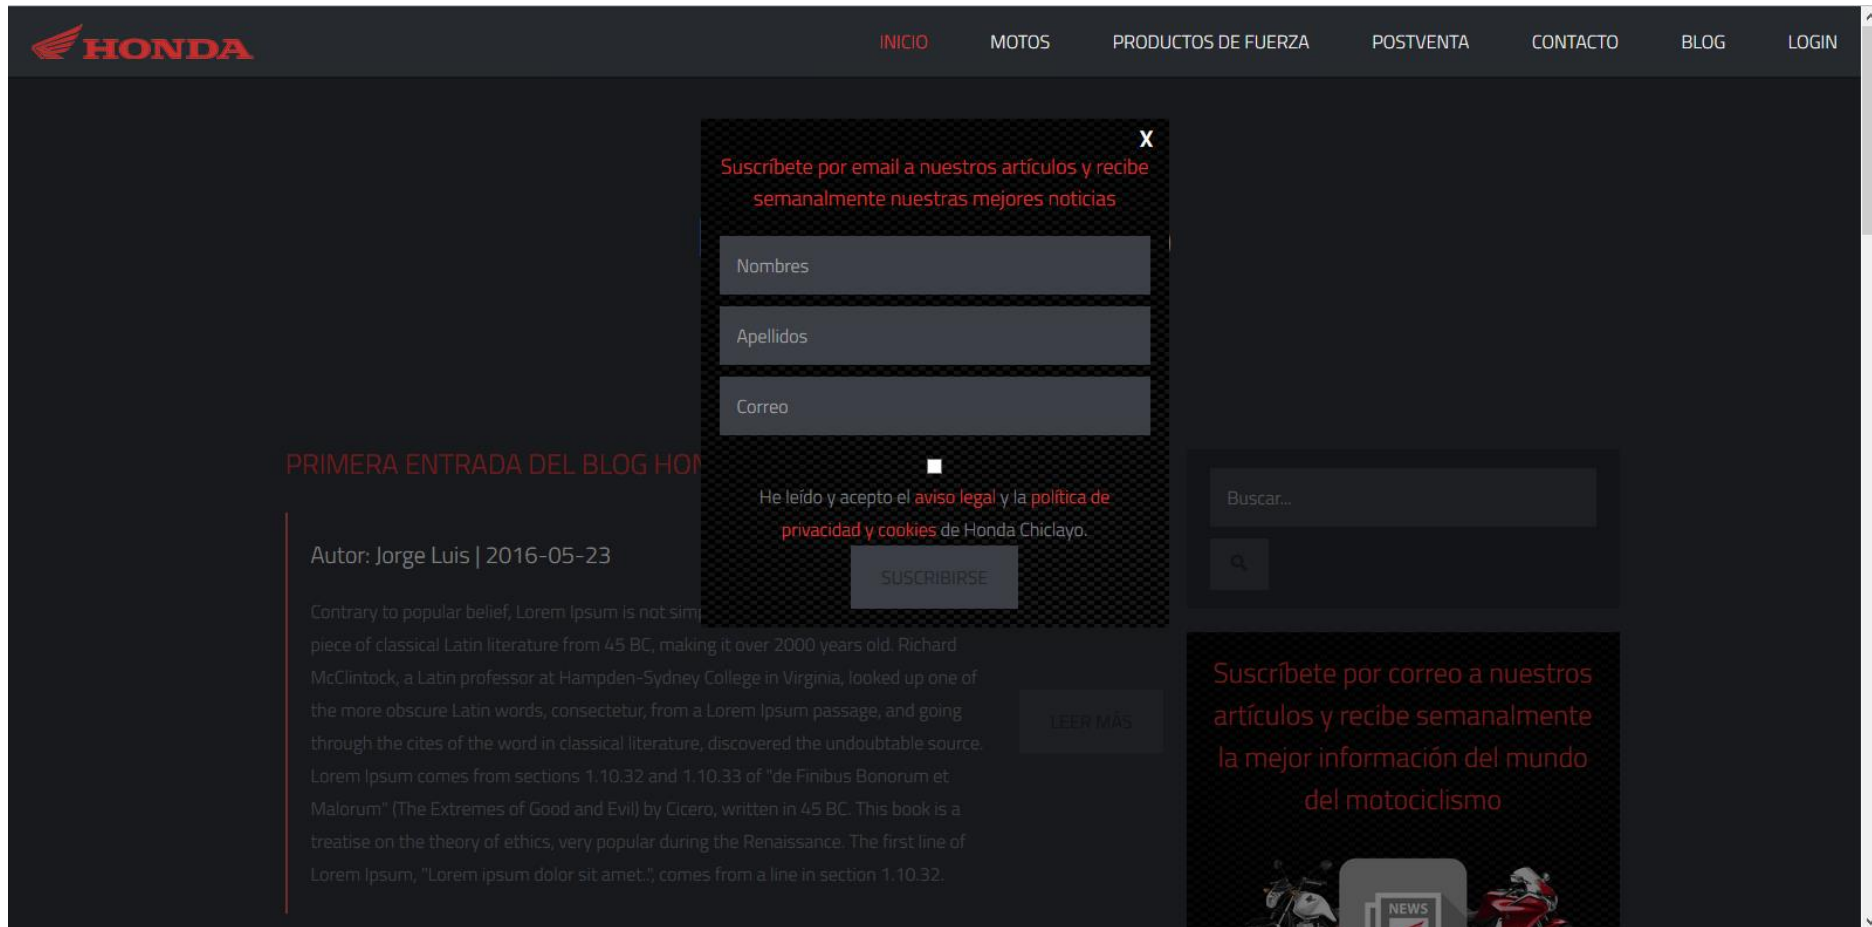 HONDA
INICIO MOTOS PRODUCTOS DE FUERZA POSTVENTA CONTACTO BLOG LOGIN
X
Suscríbete por email a nuestros artículos y recibe
semanalmente nuestras mejores noticias
Nombres
Apellidos
Correo
He leído y acepto el aviso legal y la política de
privacidad y cookies de Honda Chiclayo.
SUSCRIBIRSE
PRIMERA ENTRADA DEL BLOG
Autor: Jorge Luis | 2016-05-23
Contrary to popular belief, Lorem Ipsum is not
piece of classical Latin literature from 45 BC, making it over 2000 years old. Richard
McClintock, a Latin professor at Hampden-Sydney College in Virginia, looked up one of
the more obscure Latin words, consectetur, from a Lorem Ipsum passage, and going
through the cites of the word in classical literature, discovered the undoubtable source.
Lorem Ipsum comes from sections 1.10.32 and 1.10.33 of "de Finibus Bonorum et
Malorum" (The Extremes of Good and Evil) by Cicero, written in 45 BC. This book is a
treatise on the theory of ethics, very popular during the Renaissance. The first line of
Lorem Ipsum, "Lorem ipsum dolor sit amet..", comes from a line in section 1.10.32.
LEER MÁS
Buscar...
Suscríbete por correo a nuestros
artículos y recibe semanalmente
la mejor información del mundo
del motociclismo
NEWS